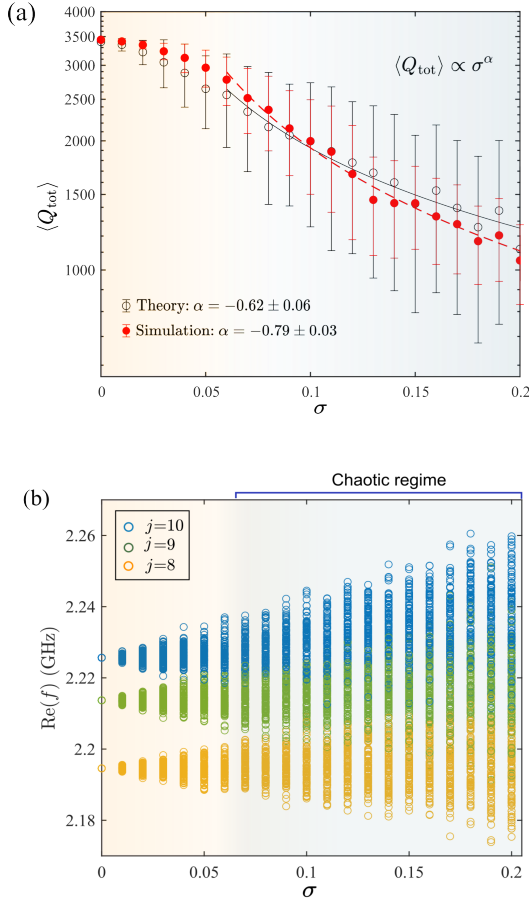 (a)
4000
3500
3000
2500
2000
1500
1000
⟨Q_tot⟩
⟨Q_tot⟩ ∝ σ^α
Theory: α = −0.62 ± 0.06
Simulation: α = −0.79 ± 0.03
0 0.05 0.1 0.15 0.2
σ
(b)
Chaotic regime
j=10
j=9
j=8
2.26
2.24
2.22
2.2
2.18
Re(f) (GHz)
0 0.05 0.1 0.15 0.2
σ